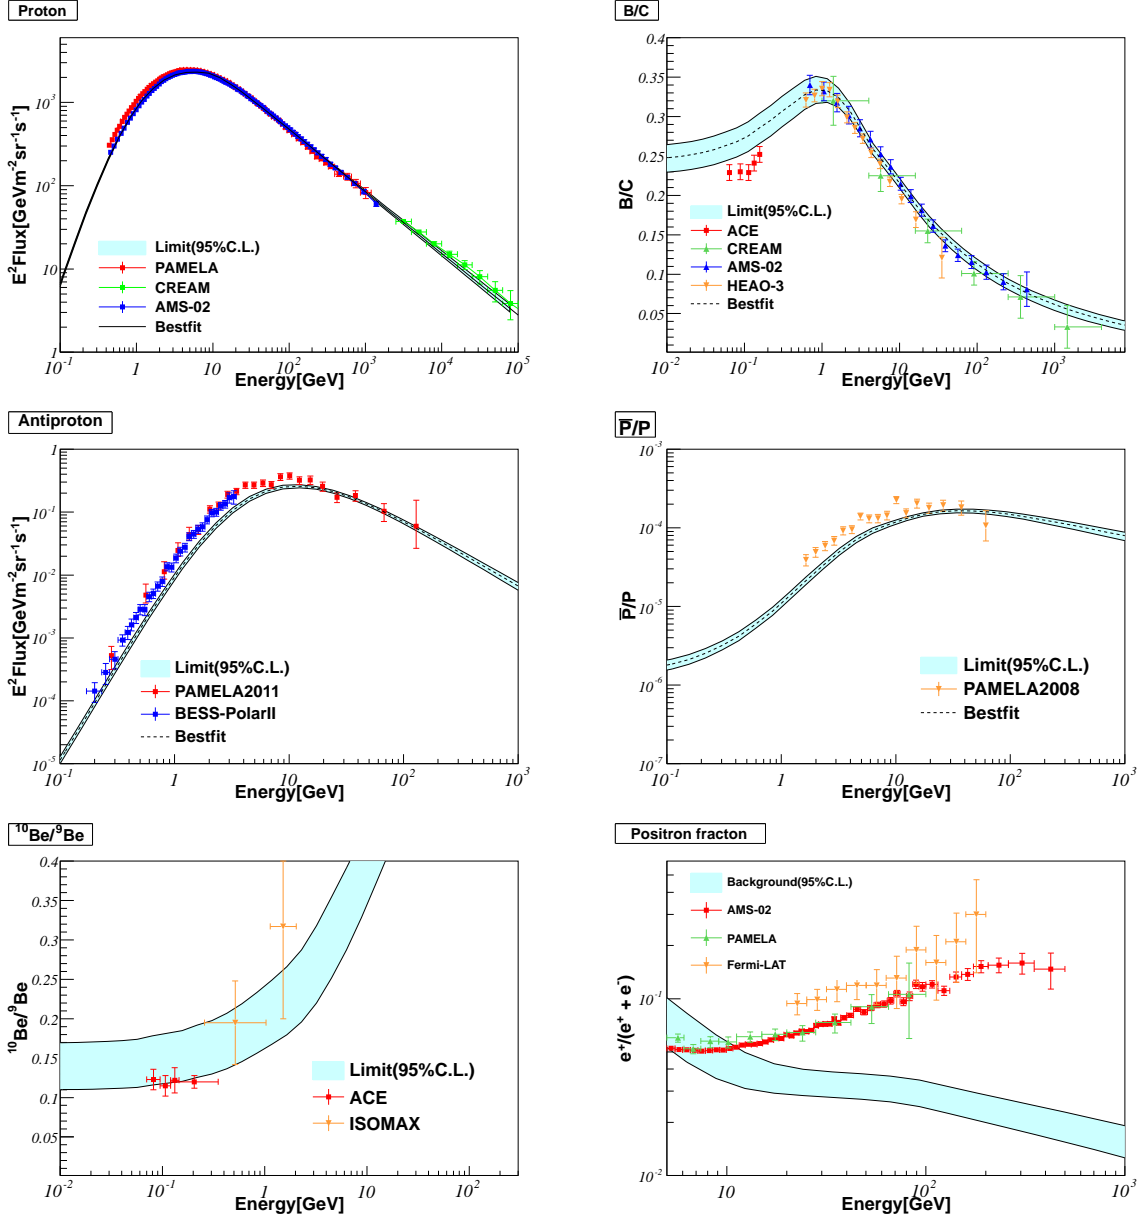 Proton
E²Flux[GeVm⁻²sr⁻¹s⁻¹]
10³
10²
10
1
Limit(95%C.L.)
PAMELA
CREAM
AMS-02
Bestfit
10⁻¹ 1 10 10² 10³ 10⁴ 10⁵
Energy[GeV]
B/C
B/C
0.4
0.35
0.3
0.25
0.2
0.15
0.1
0.05
Limit(95%C.L.)
ACE
CREAM
AMS-02
HEAO-3
Bestfit
10⁻² 10⁻¹ 1 10 10² 10³
Energy[GeV]
Antiproton
E²Flux[GeVm⁻²sr⁻¹s⁻¹]
1
10⁻¹
10⁻²
10⁻³
10⁻⁴
10⁻⁵
Limit(95%C.L.)
PAMELA2011
BESS-PolarII
Bestfit
10⁻¹ 1 10 10² 10³
Energy[GeV]
P̅/P
P̅/P
10⁻³
10⁻⁴
10⁻⁵
10⁻⁶
10⁻⁷
Limit(95%C.L.)
PAMELA2008
Bestfit
10⁻¹ 1 10 10² 10³
Energy[GeV]
¹⁰Be/⁹Be
¹⁰Be/⁹Be
0.4
0.35
0.3
0.25
0.2
0.15
0.1
0.05
Limit(95%C.L.)
ACE
ISOMAX
10⁻² 10⁻¹ 1 10 10²
Energy[GeV]
Positron fracton
e⁺/(e⁺ + e⁻)
10⁻¹
10⁻²
Background(95%C.L.)
AMS-02
PAMELA
Fermi-LAT
10 10² 10³
Energy[GeV]